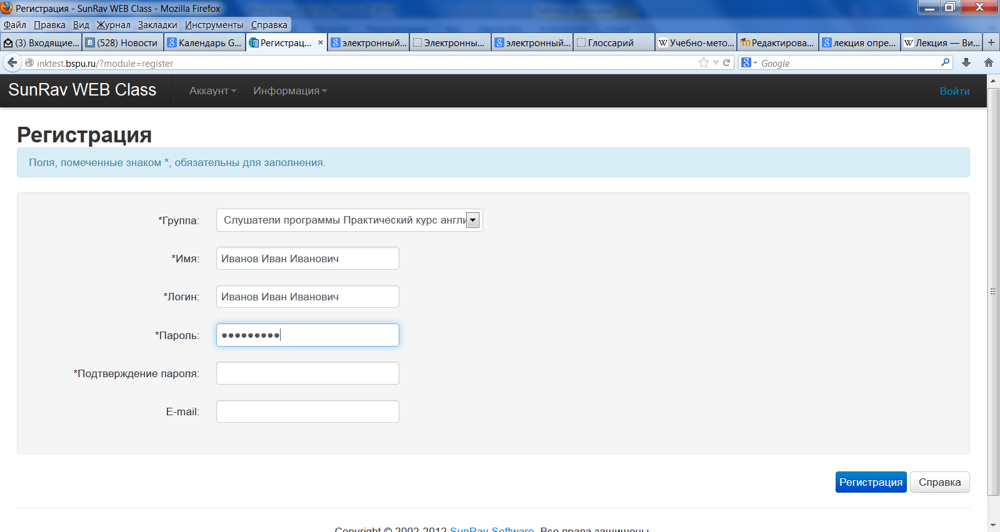 Регистрация - SunRav WEB Class - Mozilla Firefox
Файл Правка Вид Журнал Закладки Инструменты Справка
(3) Входящие... (528) Новости Календарь G... Регистрац... электронный... Электронны... электронный... Глоссарий Учебно-мето... Редактирова... лекция опре... Лекция — Ви...
inktest.bspu.ru/?module=register Google
SunRav WEB Class Аккаунт Информация Войти
Регистрация
Поля, помеченные знаком *, обязательны для заполнения.
*Группа: Слушатели программы Практический курс англи
*Имя: Иванов Иван Иванович
*Логин: Иванов Иван Иванович
*Пароль: ●●●●●●●●●
*Подтверждение пароля:
E-mail:
Регистрация Справка
Copyright © 2002-2012 SunRav Software. Все права защищены